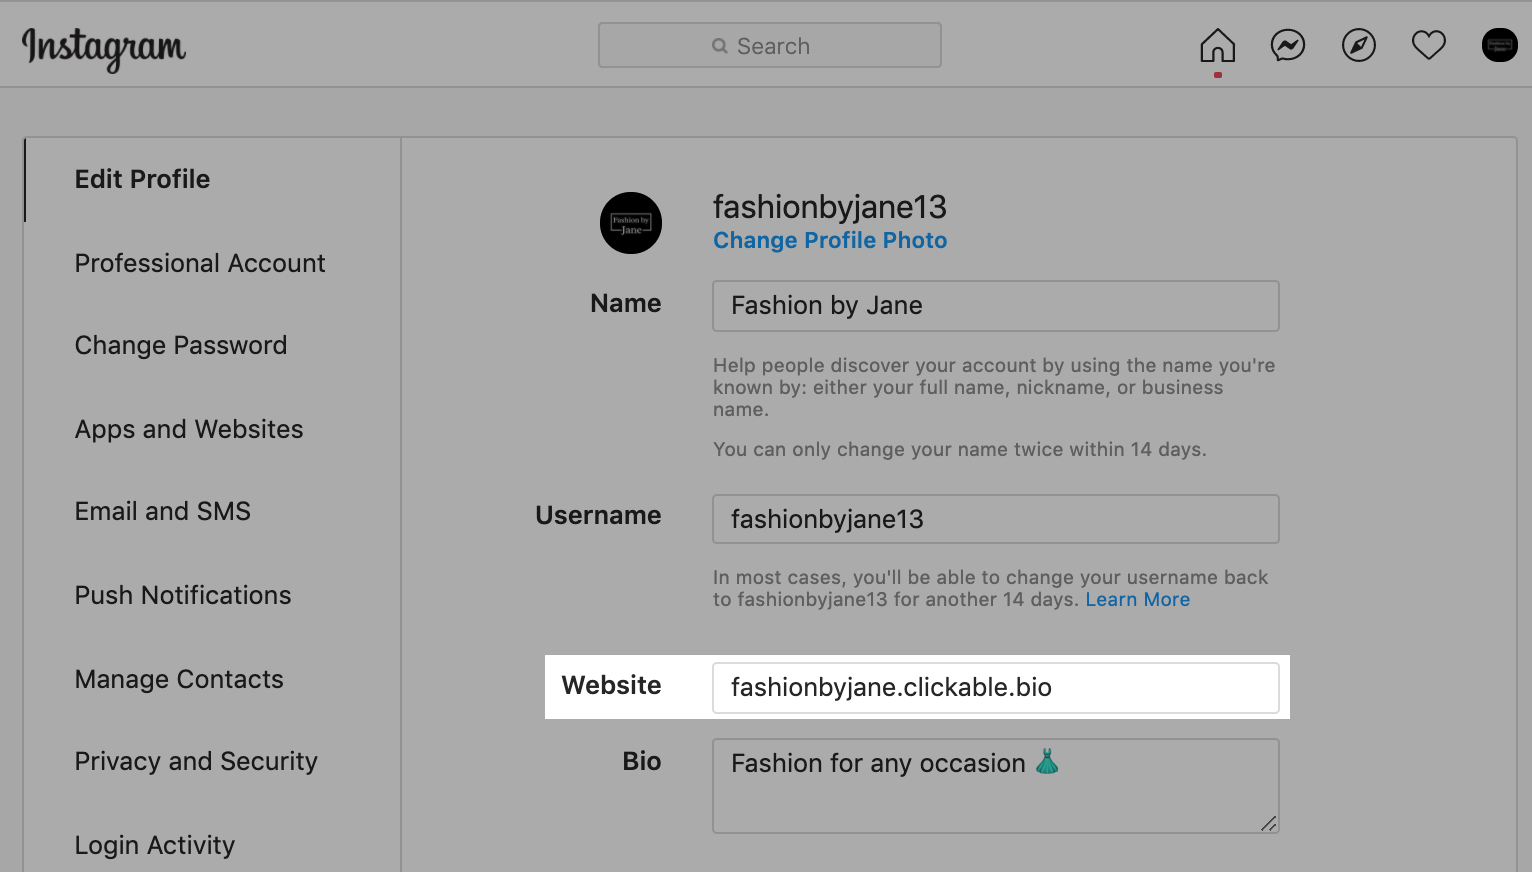 Instagram
Search
Edit Profile
Professional Account
Change Password
Apps and Websites
Email and SMS
Push Notifications
Manage Contacts
Privacy and Security
Login Activity
Fashion by
Jane
fashionbyjane13
Change Profile Photo
Name
Fashion by Jane
Help people discover your account by using the name you're
known by: either your full name, nickname, or business
name.
You can only change your name twice within 14 days.
Username
fashionbyjane13
In most cases, you'll be able to change your username back
to fashionbyjane13 for another 14 days. Learn More
Website
fashionbyjane.clickable.bio
Bio
Fashion for any occasion 👗